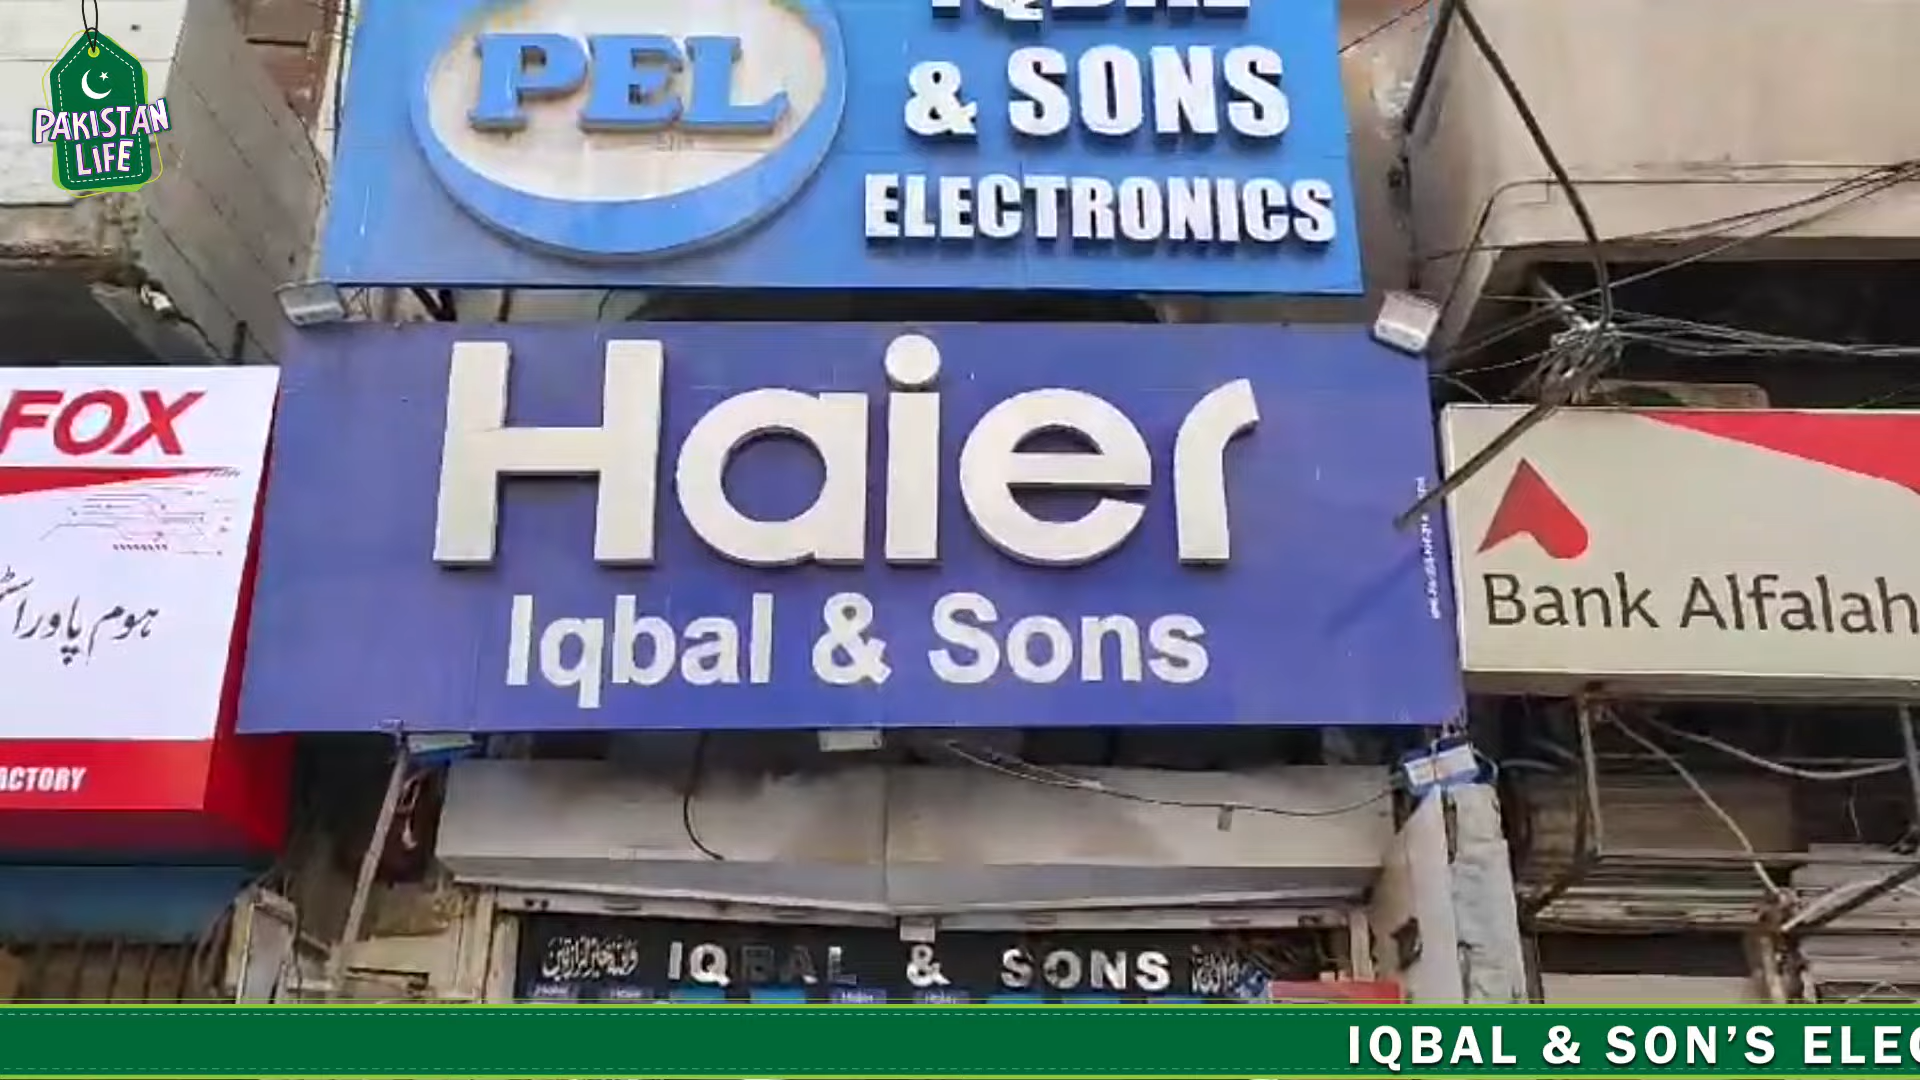 PAKISTAN
LIFE
PEL
& SONS
ELECTRONICS
Haier
Iqbal & Sons
FOX
ہوم پاور
ACTORY
Bank Alfalah
IQBAL & SONS
IQBAL & SON’S ELEC